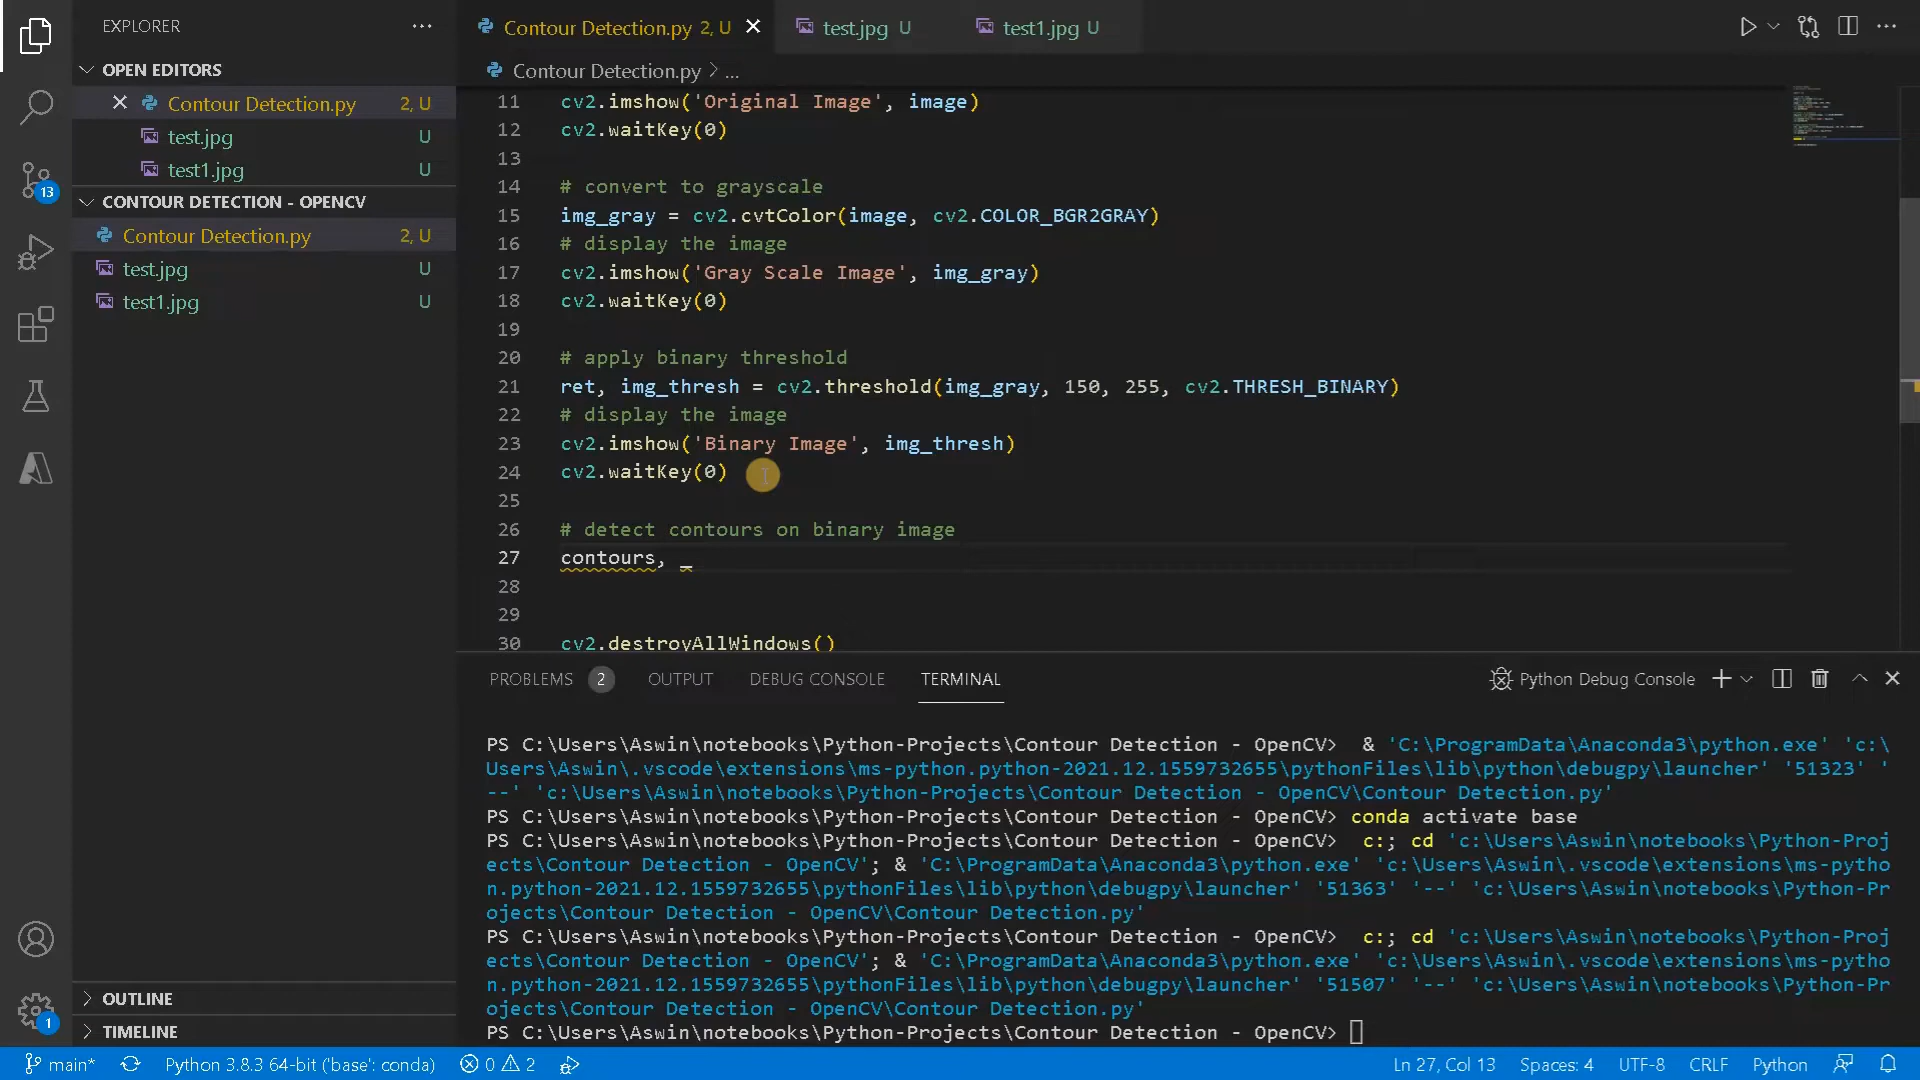 EXPLORER
OPEN EDITORS
Contour Detection.py 2, U
test.jpg U
test1.jpg U
CONTOUR DETECTION - OPENCV
Contour Detection.py 2, U
test.jpg U
test1.jpg U
OUTLINE
TIMELINE
13
1
Contour Detection.py 2, U
test.jpg U
test1.jpg U
Contour Detection.py > ...
11 cv2.imshow('Original Image', image)
12 cv2.waitKey(0)
13
14 # convert to grayscale
15 img_gray = cv2.cvtColor(image, cv2.COLOR_BGR2GRAY)
16 # display the image
17 cv2.imshow('Gray Scale Image', img_gray)
18 cv2.waitKey(0)
19
20 # apply binary threshold
21 ret, img_thresh = cv2.threshold(img_gray, 150, 255, cv2.THRESH_BINARY)
22 # display the image
23 cv2.imshow('Binary Image', img_thresh)
24 cv2.waitKey(0)
25
26 # detect contours on binary image
27 contours, _
28
29
30 cv2.destroyAllWindows()
PROBLEMS 2 OUTPUT DEBUG CONSOLE TERMINAL Python Debug Console
PS C:\Users\Aswin\notebooks\Python-Projects\Contour Detection - OpenCV> & 'C:\ProgramData\Anaconda3\python.exe' 'c:\
Users\Aswin\.vscode\extensions\ms-python.python-2021.12.1559732655\pythonFiles\lib\python\debugpy\launcher' '51323' '
--' 'c:\Users\Aswin\notebooks\Python-Projects\Contour Detection - OpenCV\Contour Detection.py'
PS C:\Users\Aswin\notebooks\Python-Projects\Contour Detection - OpenCV> conda activate base
PS C:\Users\Aswin\notebooks\Python-Projects\Contour Detection - OpenCV> c:; cd 'c:\Users\Aswin\notebooks\Python-Proj
ects\Contour Detection - OpenCV'; & 'C:\ProgramData\Anaconda3\python.exe' 'c:\Users\Aswin\.vscode\extensions\ms-pytho
n.python-2021.12.1559732655\pythonFiles\lib\python\debugpy\launcher' '51363' '--' 'c:\Users\Aswin\notebooks\Python-Pr
ojects\Contour Detection - OpenCV\Contour Detection.py'
PS C:\Users\Aswin\notebooks\Python-Projects\Contour Detection - OpenCV> c:; cd 'c:\Users\Aswin\notebooks\Python-Proj
ects\Contour Detection - OpenCV'; & 'C:\ProgramData\Anaconda3\python.exe' 'c:\Users\Aswin\.vscode\extensions\ms-pytho
n.python-2021.12.1559732655\pythonFiles\lib\python\debugpy\launcher' '51507' '--' 'c:\Users\Aswin\notebooks\Python-Pr
ojects\Contour Detection - OpenCV\Contour Detection.py'
PS C:\Users\Aswin\notebooks\Python-Projects\Contour Detection - OpenCV>
main* Python 3.8.3 64-bit ('base': conda) 0 2 Ln 27, Col 13 Spaces: 4 UTF-8 CRLF Python